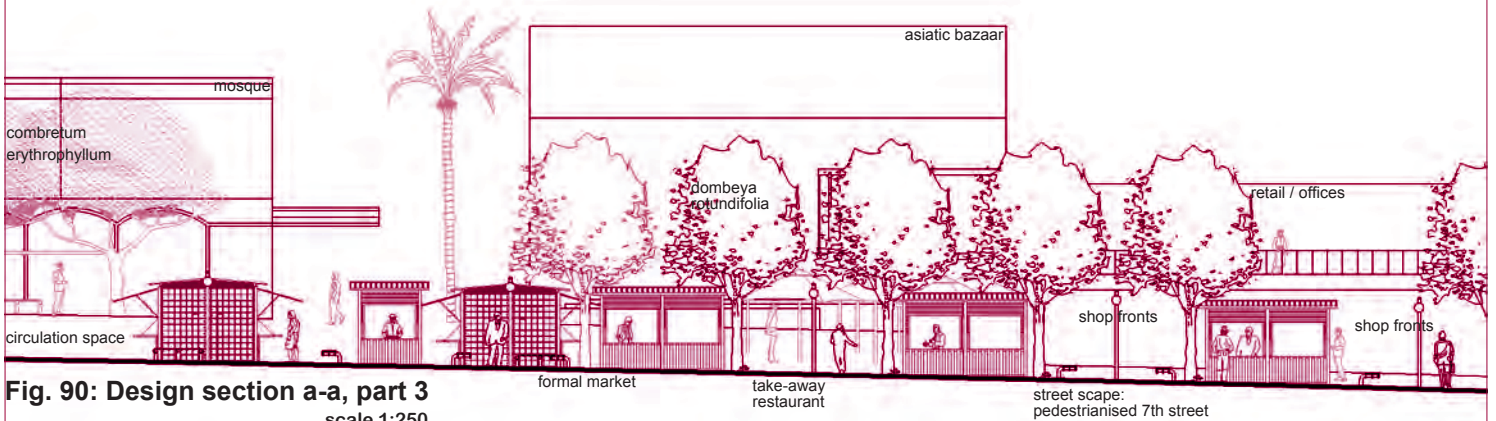 asiatic bazaar
mosque
combretum
erythrophyllum
dombeya
rotundifolia
retail / offices
circulation space
shop fronts
shop fronts
formal market
take-away
restaurant
street scape:
pedestrianised 7th street
Fig. 90: Design section a-a, part 3
scale 1:250